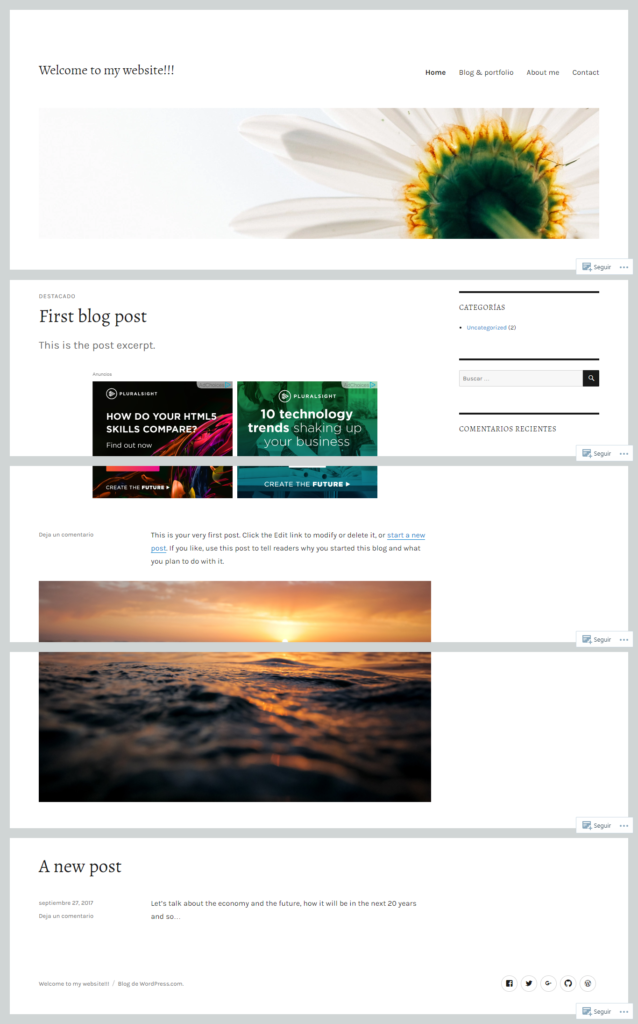 Welcome to my website!!!
Home Blog & portfolio About me Contact
Seguir
DESTACADO
First blog post
This is the post excerpt.
Anuncios
PLURALSIGHT
HOW DO YOUR HTML5
SKILLS COMPARE?
Find out now
PLURALSIGHT
10 technology
trends shaking up
your business
CATEGORÍAS
Uncategorized (2)
Buscar ...
COMENTARIOS RECIENTES
Seguir
CREATE THE FUTURE
CREATE THE FUTURE
Deja un comentario
This is your very first post. Click the Edit link to modify or delete it, or start a new
post. If you like, use this post to tell readers why you started this blog and what
you plan to do with it.
Seguir
Seguir
A new post
septiembre 27, 2017
Deja un comentario
Let's talk about the economy and the future, how it will be in the next 20 years
and so...
Welcome to my website!! / Blog de WordPress.com.
Seguir